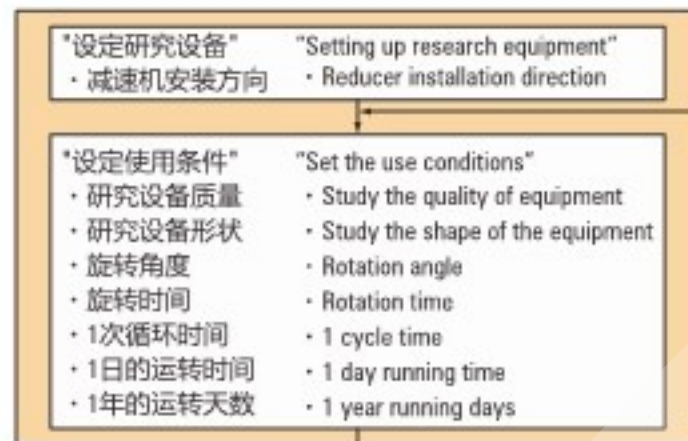 "设定研究设备" "Setting up research equipment"
· 减速机安装方向 · Reducer installation direction
"设定使用条件" "Set the use conditions"
· 研究设备质量 · Study the quality of equipment
· 研究设备形状 · Study the shape of the equipment
· 旋转角度 · Rotation angle
· 旋转时间 · Rotation time
· 1次循环时间 · 1 cycle time
· 1日的运转时间 · 1 day running time
· 1年的运转天数 · 1 year running days